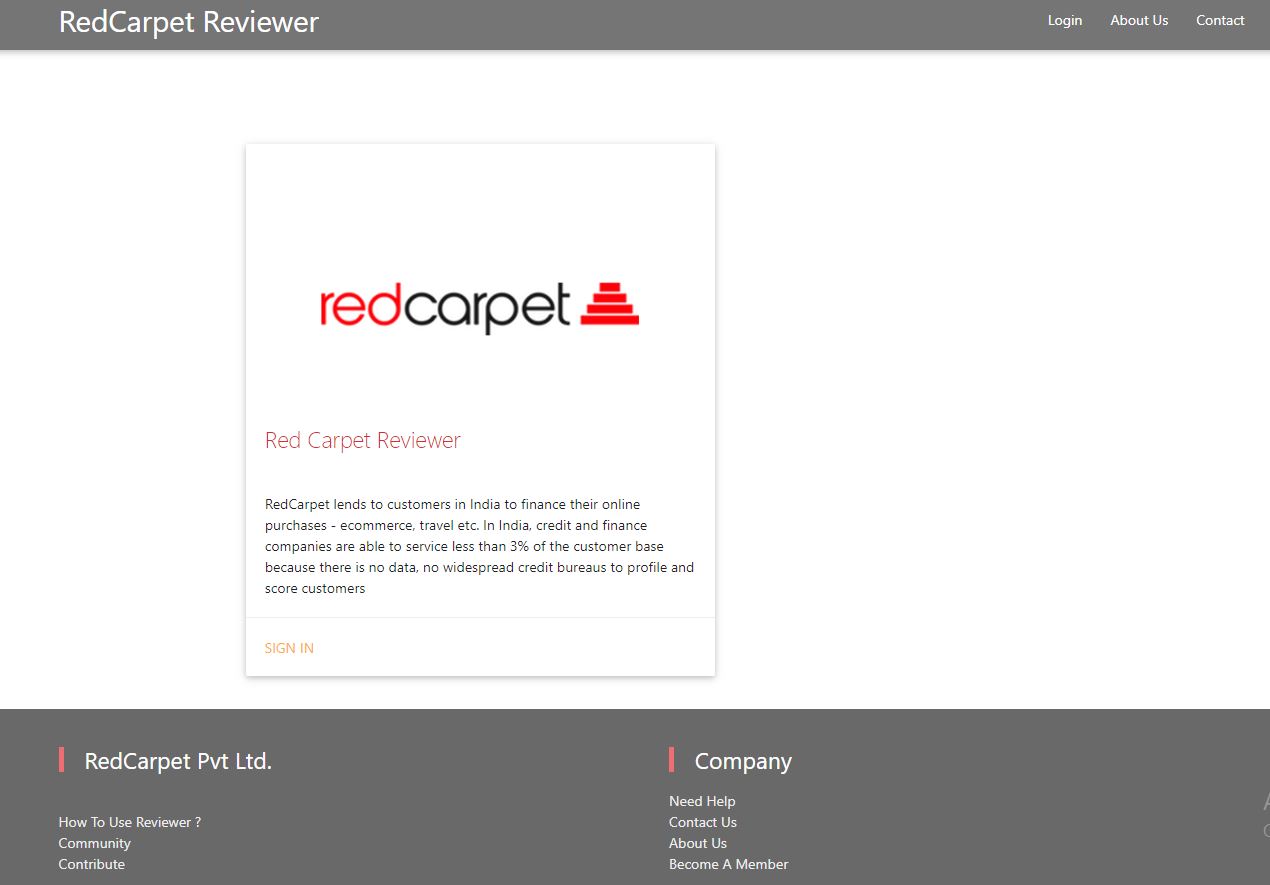 RedCarpet Reviewer
Login
About Us
Contact
redcarpet
Red Carpet Reviewer
RedCarpet lends to customers in India to finance their online
purchases - ecommerce, travel etc. In India, credit and finance
companies are able to service less than 3% of the customer base
because there is no data, no widespread credit bureaus to profile and
score customers
SIGN IN
RedCarpet Pvt Ltd.
How To Use Reviewer ?
Community
Contribute
Company
Need Help
Contact Us
About Us
Become A Member